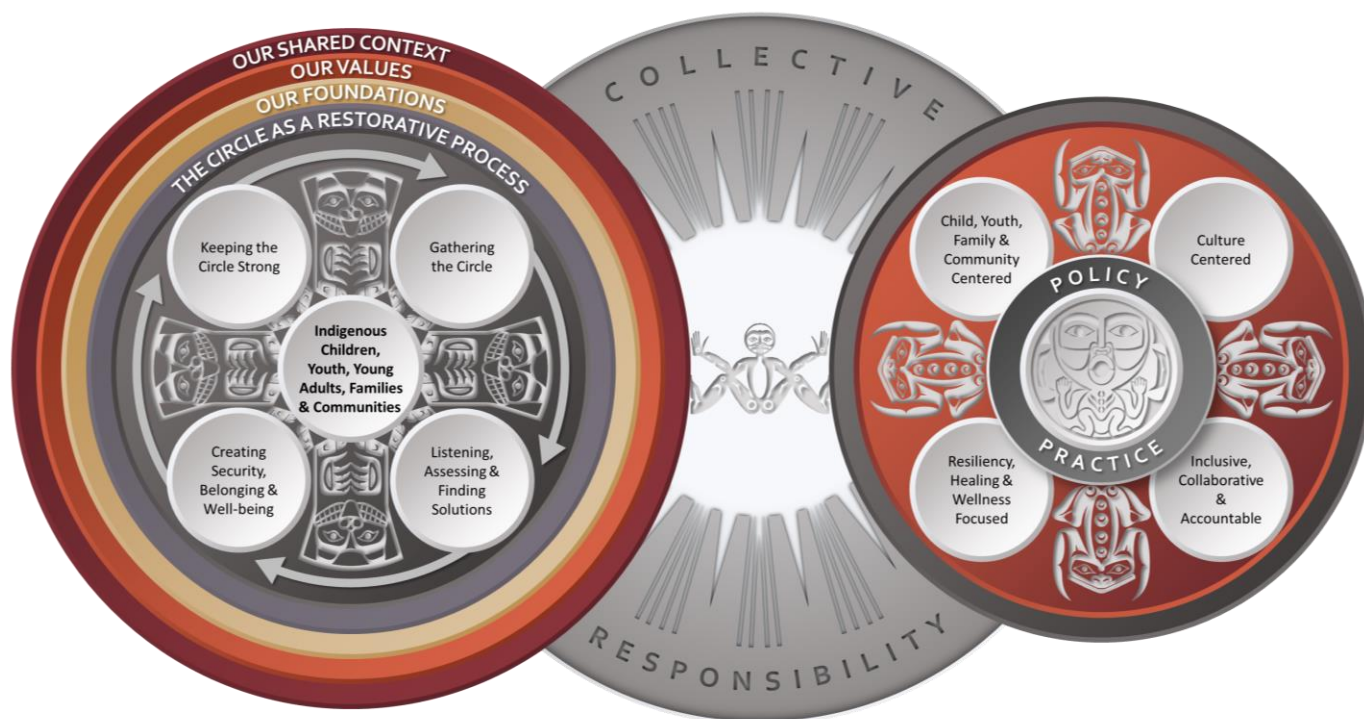 OUR SHARED CONTEXT
OUR VALUES
OUR FOUNDATIONS
THE CIRCLE AS A RESTORATIVE PROCESS
Keeping the
Circle Strong
Gathering
the Circle
Indigenous
Children,
Youth, Young
Adults, Families
& Communities
Creating
Security,
Belonging &
Well-being
Listening,
Assessing &
Finding
Solutions
COLLECTIVE
RESPONSIBILITY
Child, Youth,
Family &
Community
Centered
Culture
Centered
POLICY
PRACTICE
Resiliency,
Healing &
Wellness
Focused
Inclusive,
Collaborative
&
Accountable